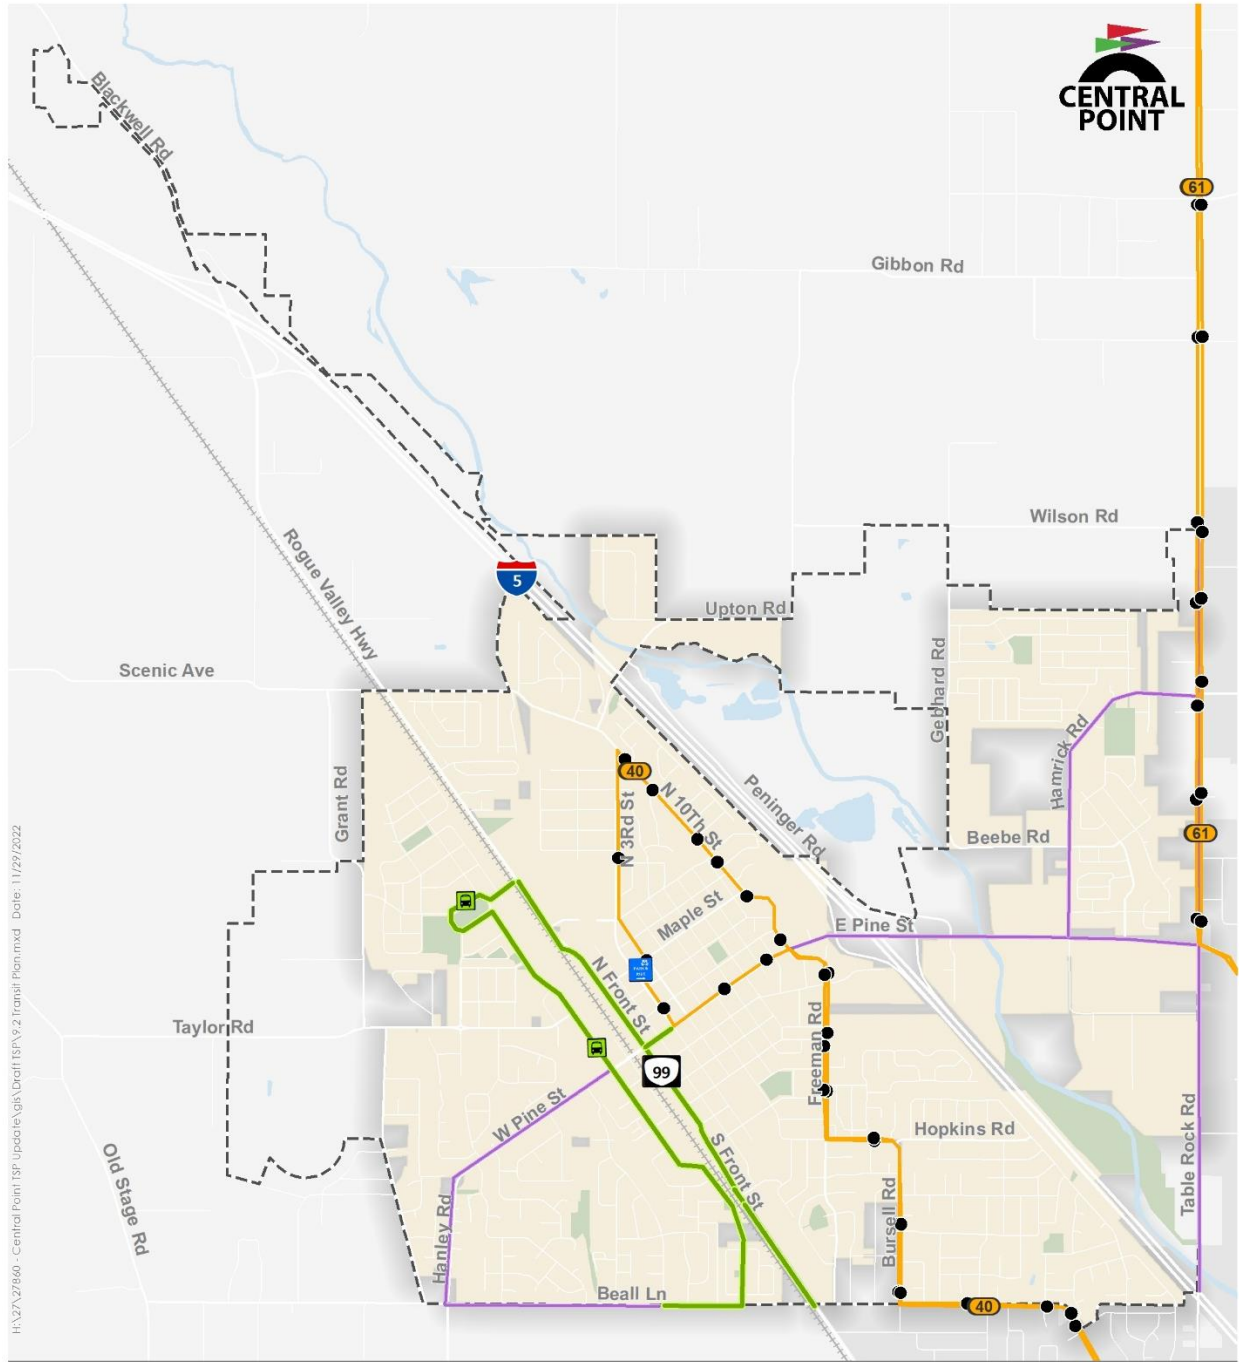 CENTRAL
POINT
Blackwell Rd
61
Gibbon Rd
Wilson Rd
Rogue Valley Hwy
5
Upton Rd
Scenic Ave
Gebhard Rd
Hamrick Rd
Grant Rd
40
N 3Rd St
N 10Th St
Peninger Rd
Beebe Rd
61
Maple St
E Pine St
N Front St
Taylor Rd
Freeman Rd
99
W Pine St
Hopkins Rd
S Front St
Old Stage Rd
Hanley Rd
Bursell Rd
Table Rock Rd
Beall Ln
40
H:\27\27860 - Central Point TSP Update\gis\Draft TSP\9.2 Transit Plan.mxd Date: 11/29/2022